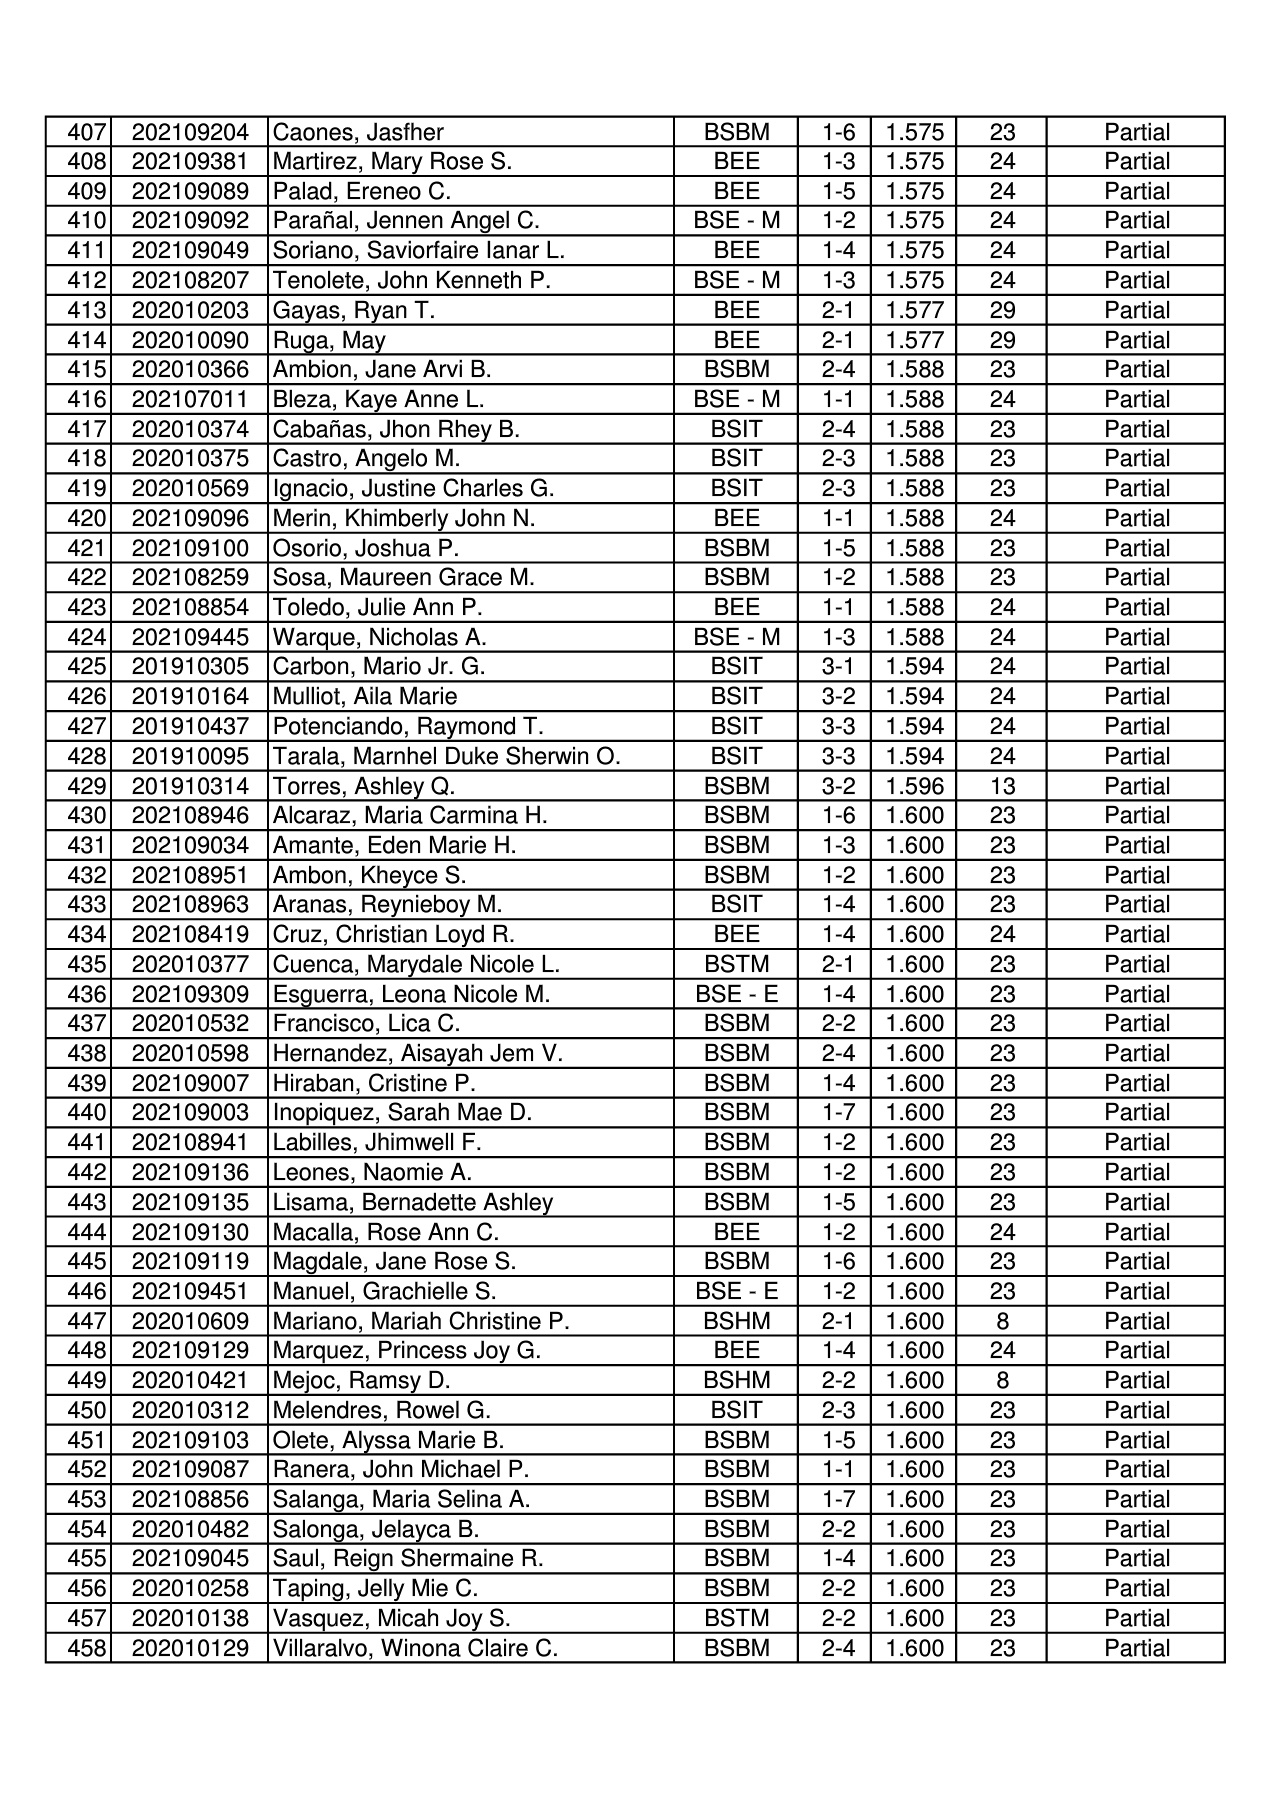 407 202109204 Caones, Jasfher BSBM 1-6 1.575 23 Partial
408 202109381 Martirez, Mary Rose S. BEE 1-3 1.575 24 Partial
409 202109089 Palad, Ereneo C. BEE 1-5 1.575 24 Partial
410 202109092 Parañal, Jennen Angel C. BSE - M 1-2 1.575 24 Partial
411 202109049 Soriano, Saviorfaire Ianar L. BEE 1-4 1.575 24 Partial
412 202108207 Tenolete, John Kenneth P. BSE - M 1-3 1.575 24 Partial
413 202010203 Gayas, Ryan T. BEE 2-1 1.577 29 Partial
414 202010090 Ruga, May BEE 2-1 1.577 29 Partial
415 202010366 Ambion, Jane Arvi B. BSBM 2-4 1.588 23 Partial
416 202107011 Bleza, Kaye Anne L. BSE - M 1-1 1.588 24 Partial
417 202010374 Cabañas, Jhon Rhey B. BSIT 2-4 1.588 23 Partial
418 202010375 Castro, Angelo M. BSIT 2-3 1.588 23 Partial
419 202010569 Ignacio, Justine Charles G. BSIT 2-3 1.588 23 Partial
420 202109096 Merin, Khimberly John N. BEE 1-1 1.588 24 Partial
421 202109100 Osorio, Joshua P. BSBM 1-5 1.588 23 Partial
422 202108259 Sosa, Maureen Grace M. BSBM 1-2 1.588 23 Partial
423 202108854 Toledo, Julie Ann P. BEE 1-1 1.588 24 Partial
424 202109445 Warque, Nicholas A. BSE - M 1-3 1.588 24 Partial
425 201910305 Carbon, Mario Jr. G. BSIT 3-1 1.594 24 Partial
426 201910164 Mulliot, Aila Marie BSIT 3-2 1.594 24 Partial
427 201910437 Potenciando, Raymond T. BSIT 3-3 1.594 24 Partial
428 201910095 Tarala, Marnhel Duke Sherwin O. BSIT 3-3 1.594 24 Partial
429 201910314 Torres, Ashley Q. BSBM 3-2 1.596 13 Partial
430 202108946 Alcaraz, Maria Carmina H. BSBM 1-6 1.600 23 Partial
431 202109034 Amante, Eden Marie H. BSBM 1-3 1.600 23 Partial
432 202108951 Ambon, Kheyce S. BSBM 1-2 1.600 23 Partial
433 202108963 Aranas, Reynieboy M. BSIT 1-4 1.600 23 Partial
434 202108419 Cruz, Christian Loyd R. BEE 1-4 1.600 24 Partial
435 202010377 Cuenca, Marydale Nicole L. BSTM 2-1 1.600 23 Partial
436 202109309 Esguerra, Leona Nicole M. BSE - E 1-4 1.600 23 Partial
437 202010532 Francisco, Lica C. BSBM 2-2 1.600 23 Partial
438 202010598 Hernandez, Aisayah Jem V. BSBM 2-4 1.600 23 Partial
439 202109007 Hiraban, Cristine P. BSBM 1-4 1.600 23 Partial
440 202109003 Inopiquez, Sarah Mae D. BSBM 1-7 1.600 23 Partial
441 202108941 Labilles, Jhimwell F. BSBM 1-2 1.600 23 Partial
442 202109136 Leones, Naomie A. BSBM 1-2 1.600 23 Partial
443 202109135 Lisama, Bernadette Ashley BSBM 1-5 1.600 23 Partial
444 202109130 Macalla, Rose Ann C. BEE 1-2 1.600 24 Partial
445 202109119 Magdale, Jane Rose S. BSBM 1-6 1.600 23 Partial
446 202109451 Manuel, Grachielle S. BSE - E 1-2 1.600 23 Partial
447 202010609 Mariano, Mariah Christine P. BSHM 2-1 1.600 8 Partial
448 202109129 Marquez, Princess Joy G. BEE 1-4 1.600 24 Partial
449 202010421 Mejoc, Ramsy D. BSHM 2-2 1.600 8 Partial
450 202010312 Melendres, Rowel G. BSIT 2-3 1.600 23 Partial
451 202109103 Olete, Alyssa Marie B. BSBM 1-5 1.600 23 Partial
452 202109087 Ranera, John Michael P. BSBM 1-1 1.600 23 Partial
453 202108856 Salanga, Maria Selina A. BSBM 1-7 1.600 23 Partial
454 202010482 Salonga, Jelayca B. BSBM 2-2 1.600 23 Partial
455 202109045 Saul, Reign Shermaine R. BSBM 1-4 1.600 23 Partial
456 202010258 Taping, Jelly Mie C. BSBM 2-2 1.600 23 Partial
457 202010138 Vasquez, Micah Joy S. BSTM 2-2 1.600 23 Partial
458 202010129 Villaralvo, Winona Claire C. BSBM 2-4 1.600 23 Partial